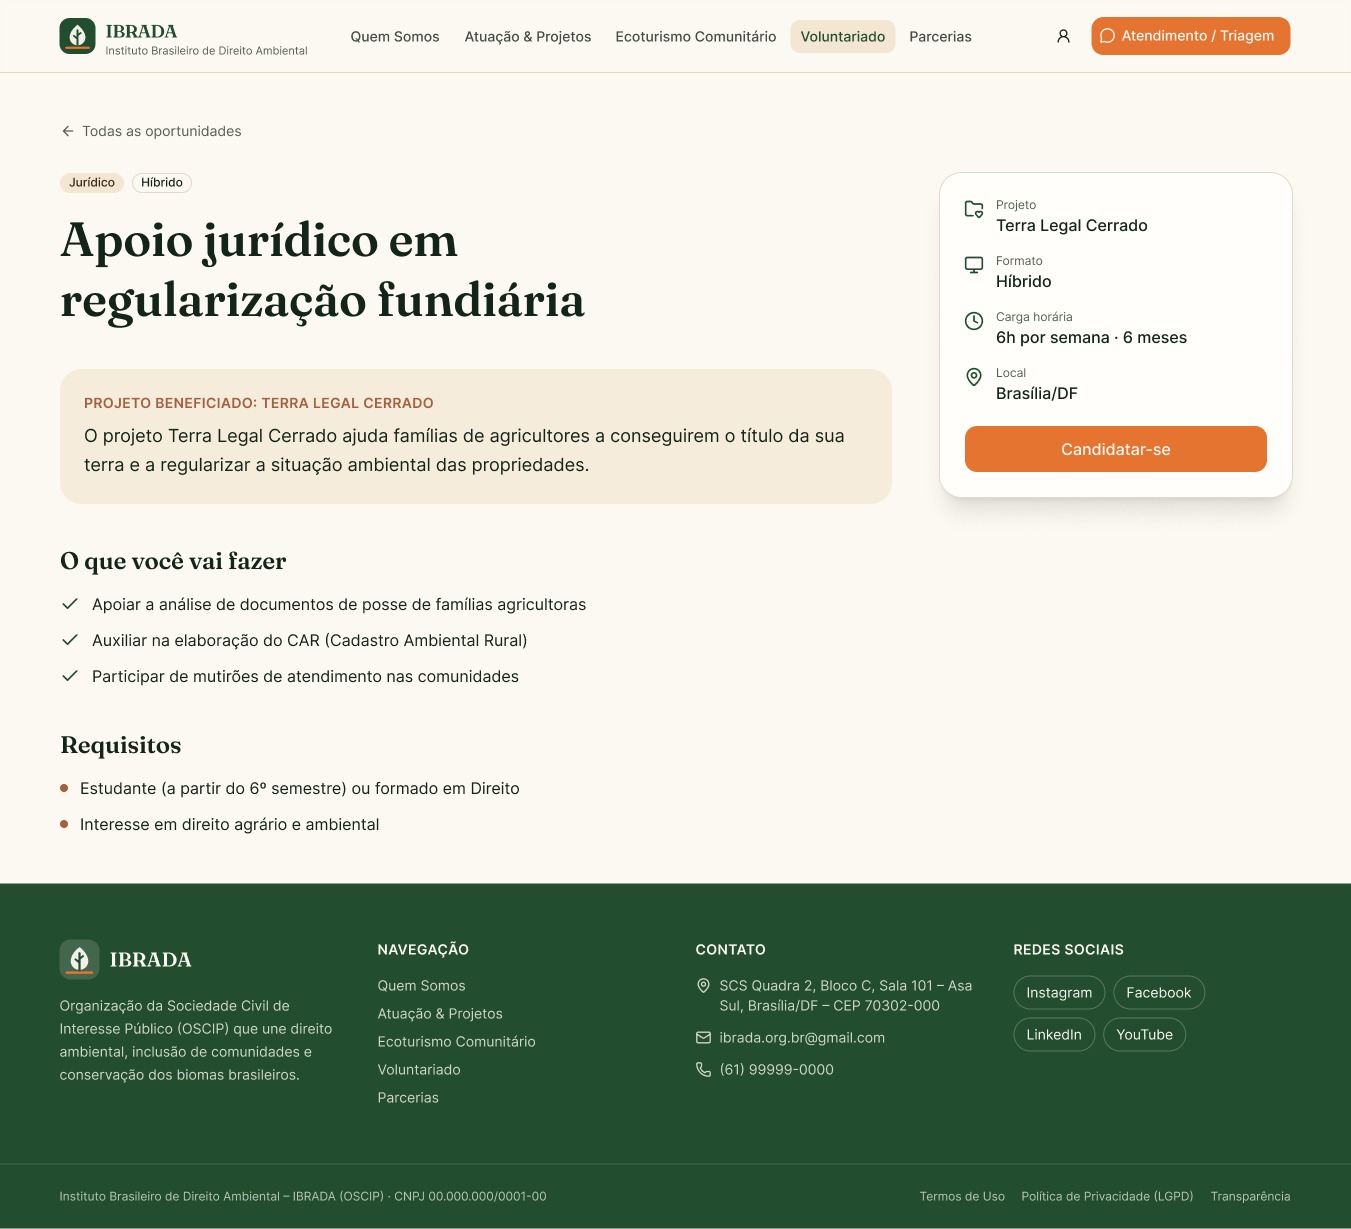 IBRADA
Instituto Brasileiro de Direito Ambiental
Quem Somos
Atuação & Projetos
Ecoturismo Comunitário
Voluntariado
Parcerias
Atendimento / Triagem
Todas as oportunidades
Jurídico
Híbrido
Apoio jurídico em
regularização fundiária
PROJETO BENEFICIADO: TERRA LEGAL CERRADO
O projeto Terra Legal Cerrado ajuda famílias de agricultores a conseguirem o título da sua
terra e a regularizar a situação ambiental das propriedades.
O que você vai fazer
Apoiar a análise de documentos de posse de famílias agricultoras
Auxiliar na elaboração do CAR (Cadastro Ambiental Rural)
Participar de mutirões de atendimento nas comunidades
Requisitos
Estudante (a partir do 6º semestre) ou formado em Direito
Interesse em direito agrário e ambiental
Projeto
Terra Legal Cerrado
Formato
Híbrido
Carga horária
6h por semana · 6 meses
Local
Brasília/DF
Candidatar-se
IBRADA
Organização da Sociedade Civil de
Interesse Público (OSCIP) que une direito
ambiental, inclusão de comunidades e
conservação dos biomas brasileiros.
NAVEGAÇÃO
Quem Somos
Atuação & Projetos
Ecoturismo Comunitário
Voluntariado
Parcerias
CONTATO
SCS Quadra 2, Bloco C, Sala 101 – Asa
Sul, Brasília/DF – CEP 70302-000
ibrada.org.br@gmail.com
(61) 99999-0000
REDES SOCIAIS
Instagram
Facebook
LinkedIn
YouTube
Instituto Brasileiro de Direito Ambiental – IBRADA (OSCIP) · CNPJ 00.000.000/0001-00
Termos de Uso
Política de Privacidade (LGPD)
Transparência